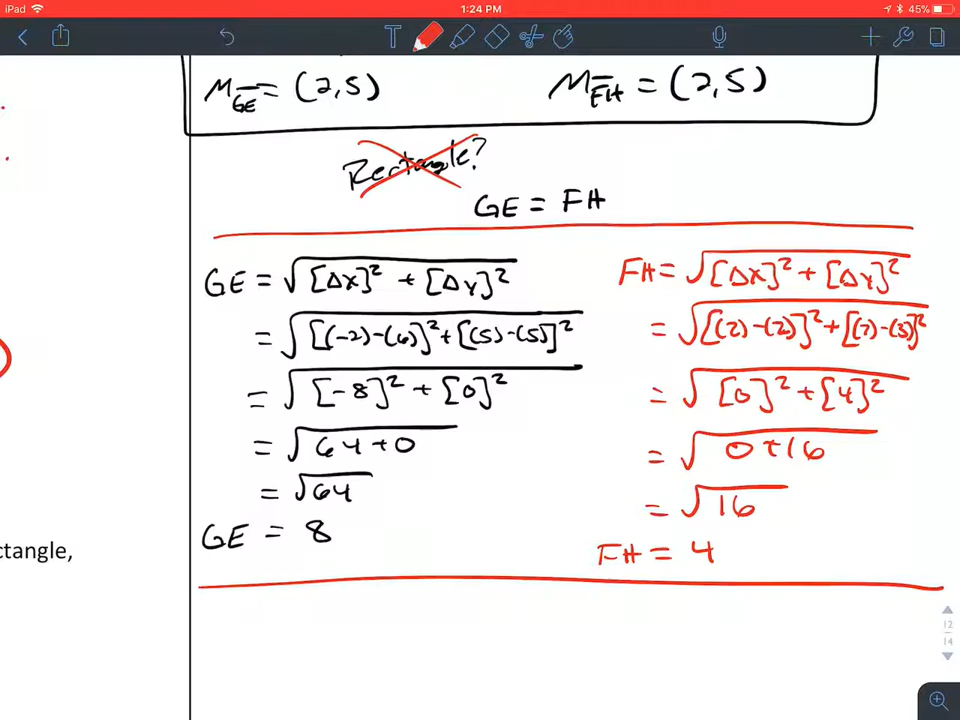 iPad 1:24 PM 45%
T
M_GE = (2,5) M_FH = (2,5)
Rectangle?
GE = FH
GE = √[Δx]² + [Δy]² FH = √[Δx]² + [Δy]²
= √[(-2)-(6)]² + [(5)-(5)]² = √[(2)-(2)]² + [(7)-(3)]²
= √[-8]² + [0]² = √[0]² + [4]²
= √64+0 = √0+16
= √64 = √16
GE = 8 FH = 4
ctangle,
12
14